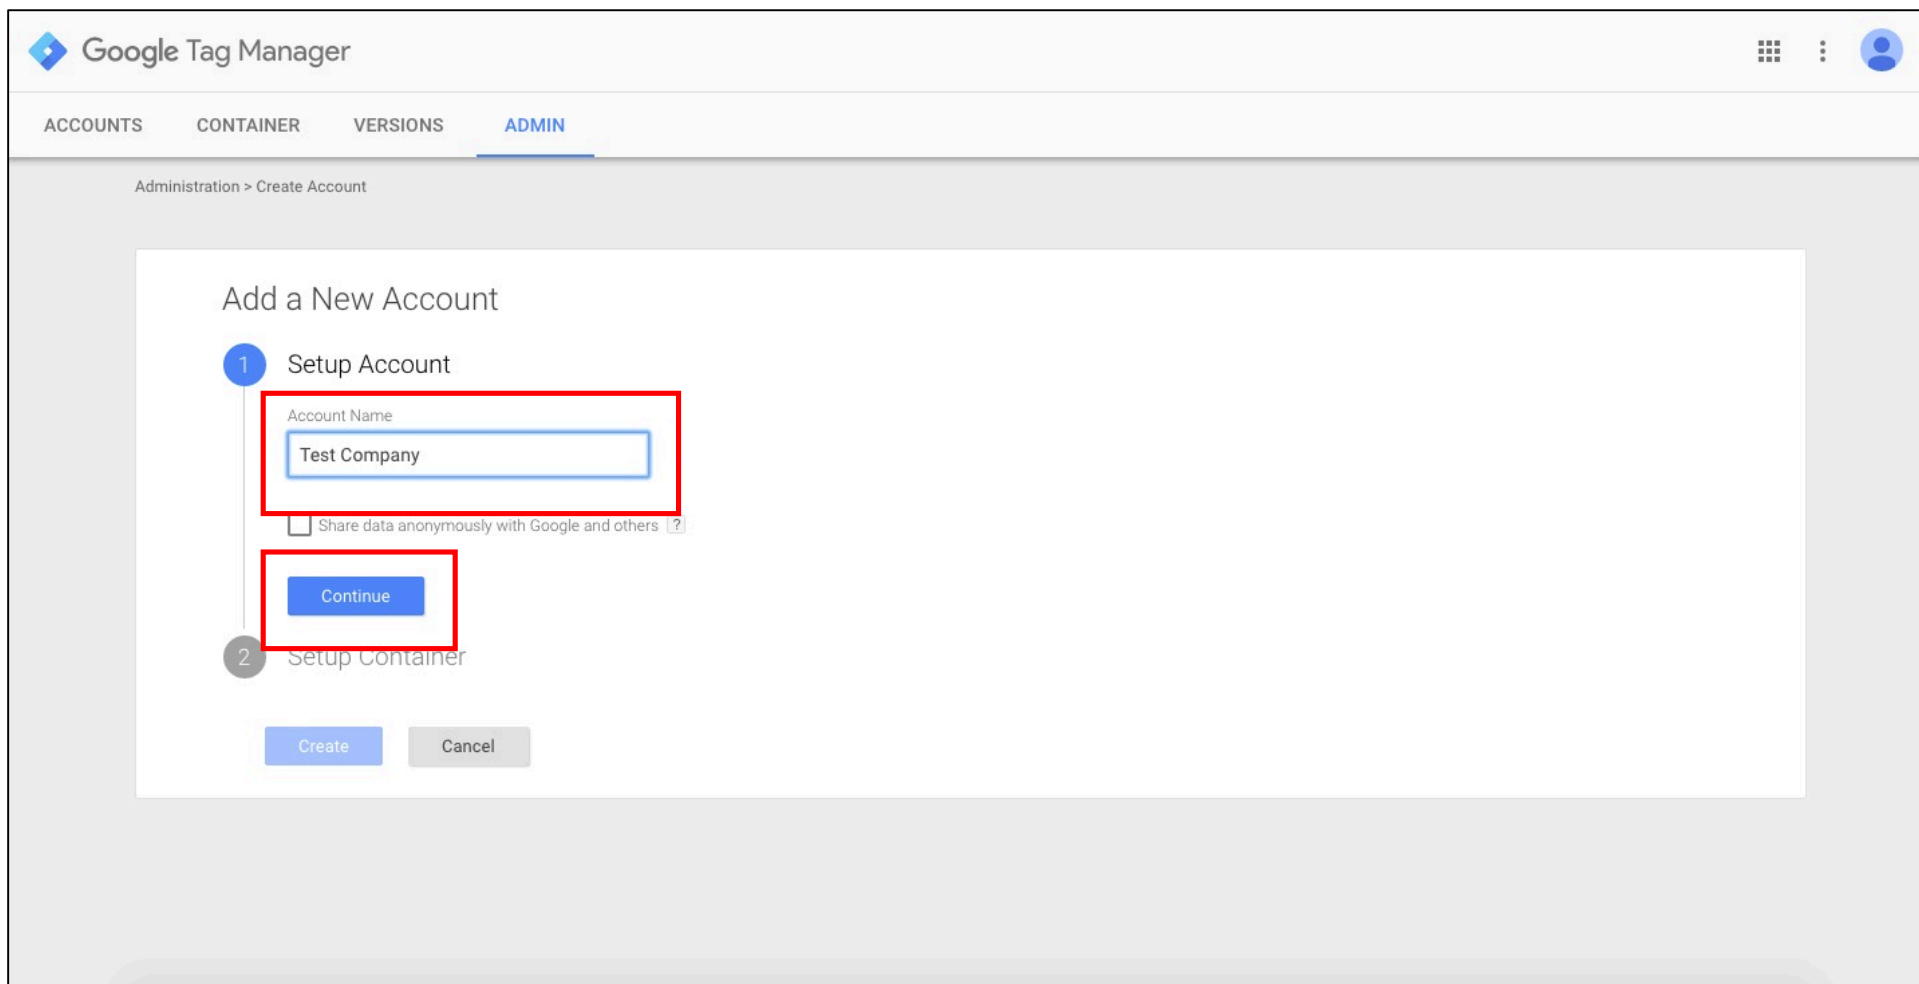 Google Tag Manager
ACCOUNTS CONTAINER VERSIONS ADMIN
Administration > Create Account
Add a New Account
1 Setup Account
Account Name
Test Company
Share data anonymously with Google and others ?
Continue
2 Setup Container
Create Cancel